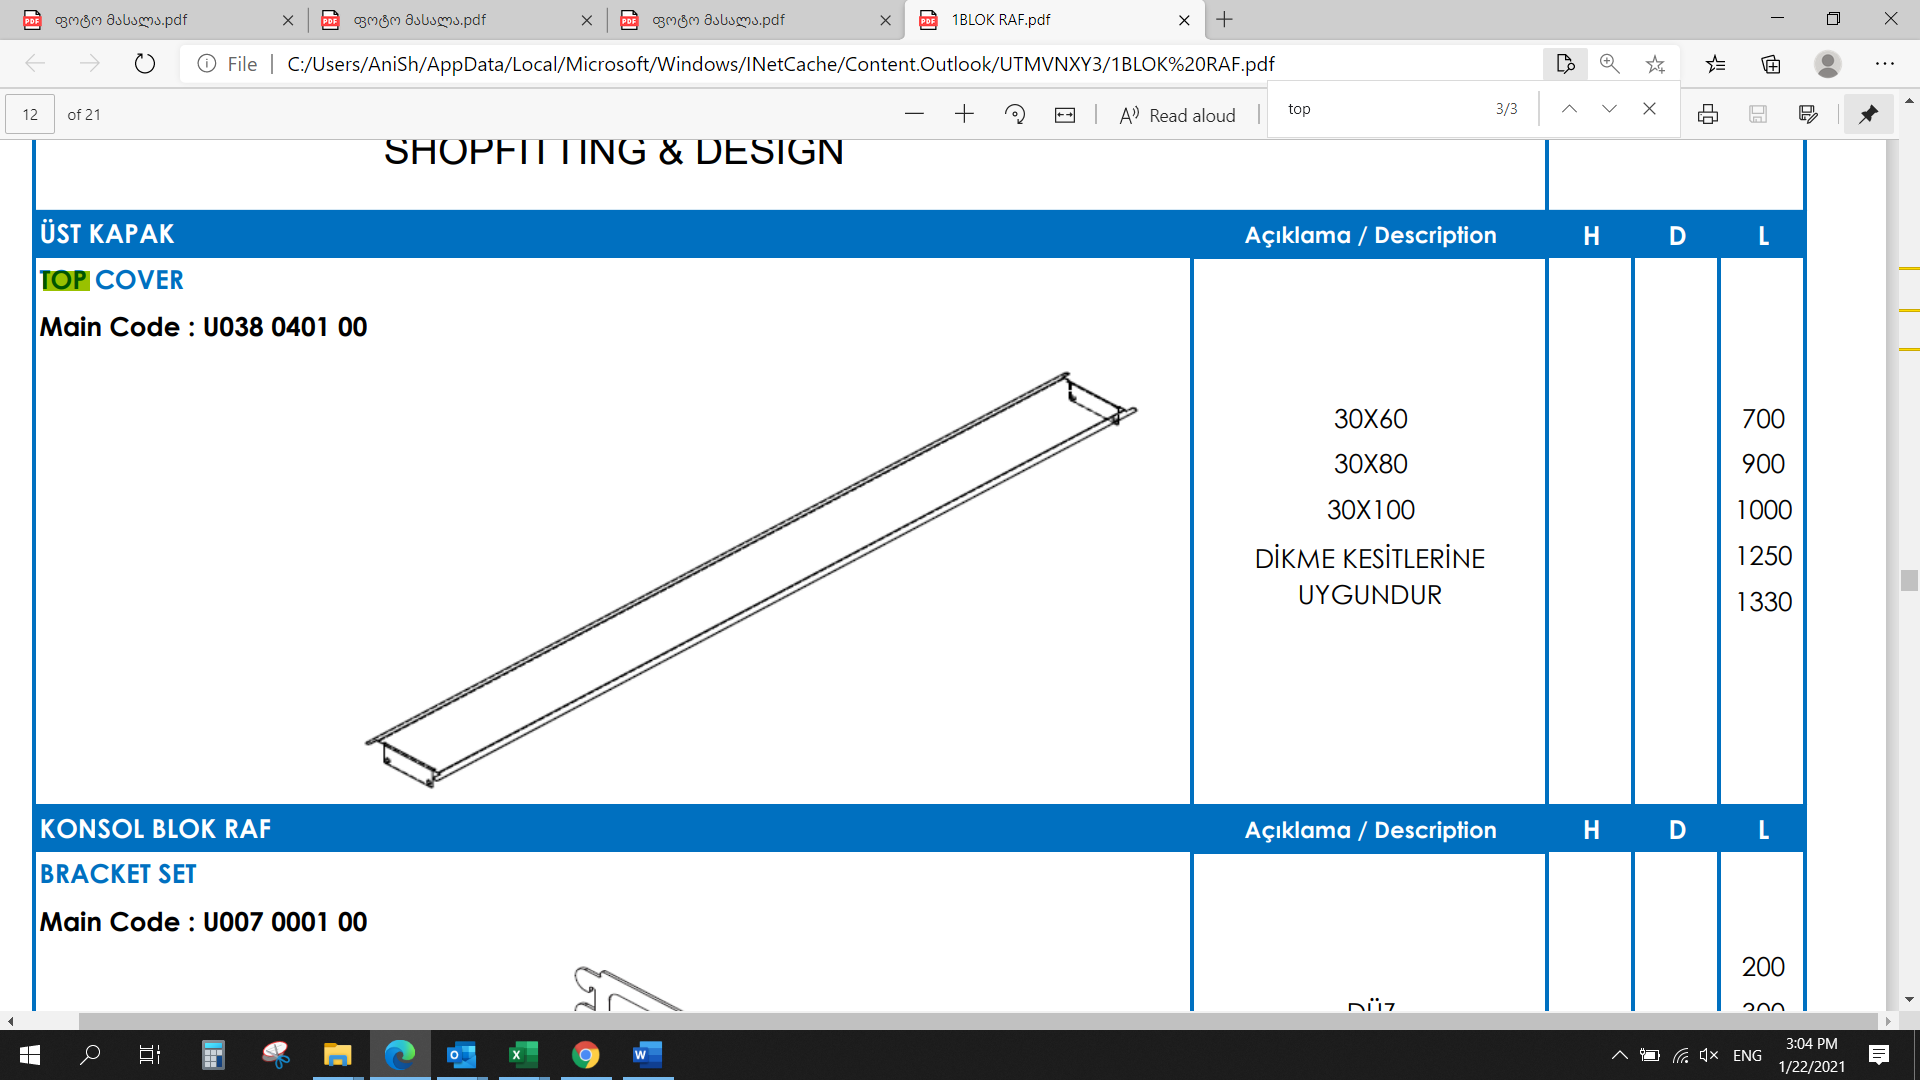 ფოტო მასალა.pdf
ფოტო მასალა.pdf
ფოტო მასალა.pdf
1BLOK RAF.pdf
File
C:/Users/AniSh/AppData/Local/Microsoft/Windows/INetCache/Content.Outlook/UTMVNXY3/1BLOK%20RAF.pdf
12 of 21
Read aloud
top 3/3
SHOPFITTING & DESIGN
ÜST KAPAK Açıklama / Description H D L
TOP COVER
Main Code : U038 0401 00
30X60 700
30X80 900
30X100 1000
DİKME KESİTLERİNE 1250
UYGUNDUR 1330
KONSOL BLOK RAF Açıklama / Description H D L
BRACKET SET
Main Code : U007 0001 00
200
DÜZ 300
ENG
3:04 PM
1/22/2021